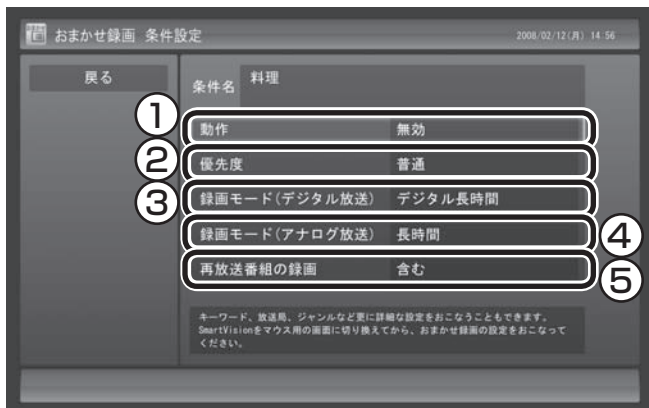 おまかせ録画 条件設定 2008/02/12(月) 14:56
戻る
条件名 料理
① 動作 無効
② 優先度 普通
③ 録画モード(デジタル放送) デジタル長時間
録画モード(アナログ放送) 長時間 ④
再放送番組の録画 含む ⑤
キーワード、放送局、ジャンルなど更に詳細な設定をおこなうこともできます。
SmartVisionをマウス用の画面に切り換えてから、おまかせ録画の設定をおこなって
ください。